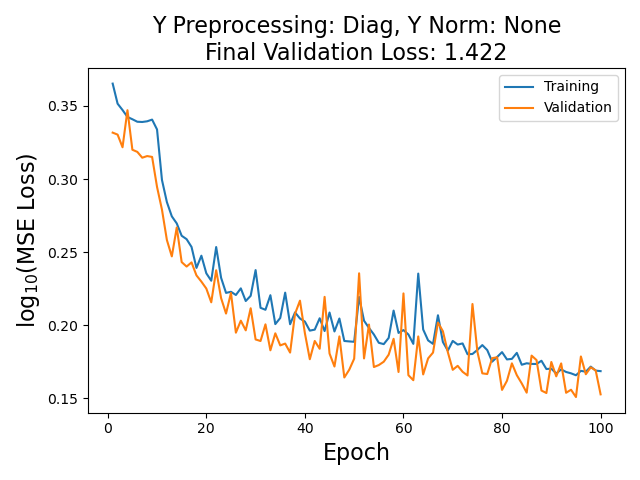 Y Preprocessing: Diag, Y Norm: None
Final Validation Loss: 1.422
Training
Validation
0.35
0.30
0.25
0.20
0.15
log₁₀(MSE Loss)
0
20
40
60
80
100
Epoch